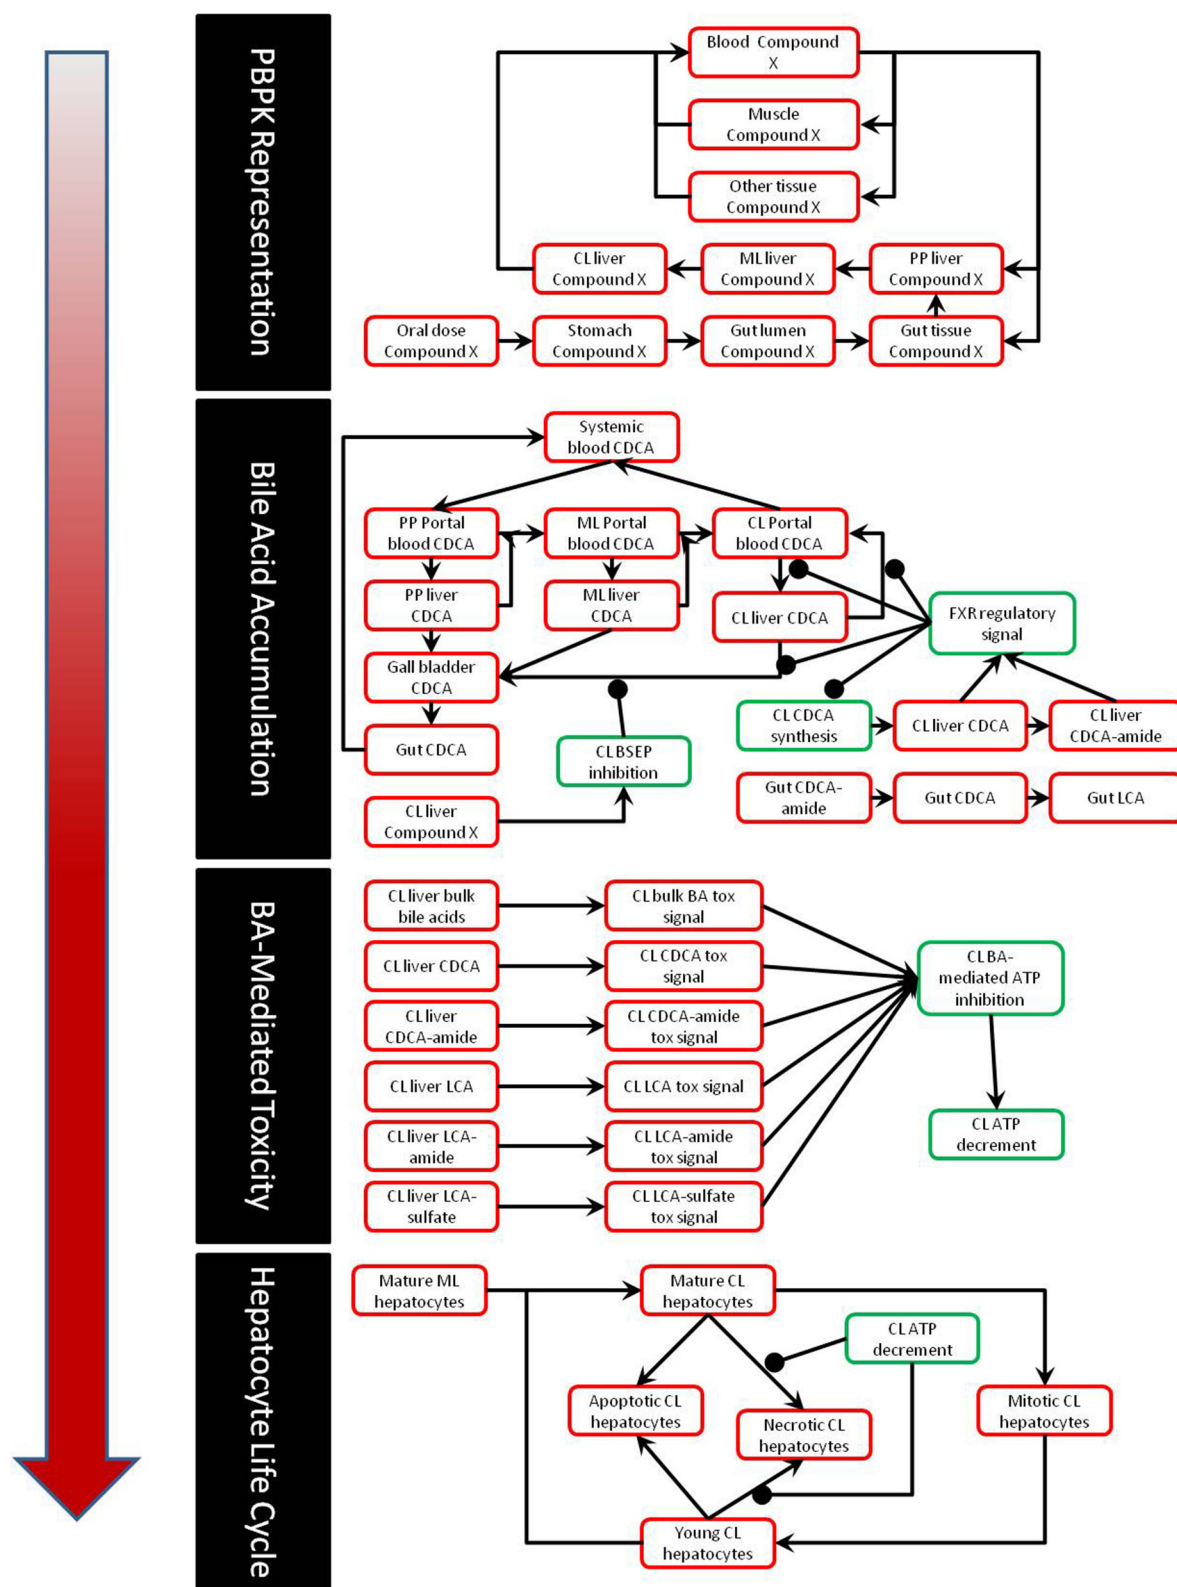 PBPK Representation
Blood Compound
X
Muscle
Compound X
Other tissue
Compound X
CL liver
Compound X
ML liver
Compound X
PP liver
Compound X
Oral dose
Compound X
Stomach
Compound X
Gut lumen
Compound X
Gut tissue
Compound X
Bile Acid Accumulation
Systemic
blood CDCA
PP Portal
blood CDCA
ML Portal
blood CDCA
CL Portal
blood CDCA
PP liver
CDCA
ML liver
CDCA
CL liver CDCA
FXR regulatory
signal
Gall bladder
CDCA
Gut CDCA
CL BSEP
inhibition
CL CDCA
synthesis
CL liver CDCA
CL liver
CDCA-amide
Gut CDCA-
amide
Gut CDCA
Gut LCA
CL liver
Compound X
BA-Mediated Toxicity
CL liver bulk
bile acids
CL bulk BA tox
signal
CL liver CDCA
CL CDCA tox
signal
CL BA-
mediated ATP
inhibition
CL liver
CDCA-amide
CL CDCA-amide
tox signal
CL liver LCA
CL LCA tox signal
CL liver LCA-
amide
CL LCA-amide
tox signal
CL ATP
decrement
CL liver LCA-
sulfate
CL LCA-sulfate
tox signal
Hepatocyte Life Cycle
Mature ML
hepatocytes
Mature CL
hepatocytes
CL ATP
decrement
Apoptotic CL
hepatocytes
Necrotic CL
hepatocytes
Mitotic CL
hepatocytes
Young CL
hepatocytes